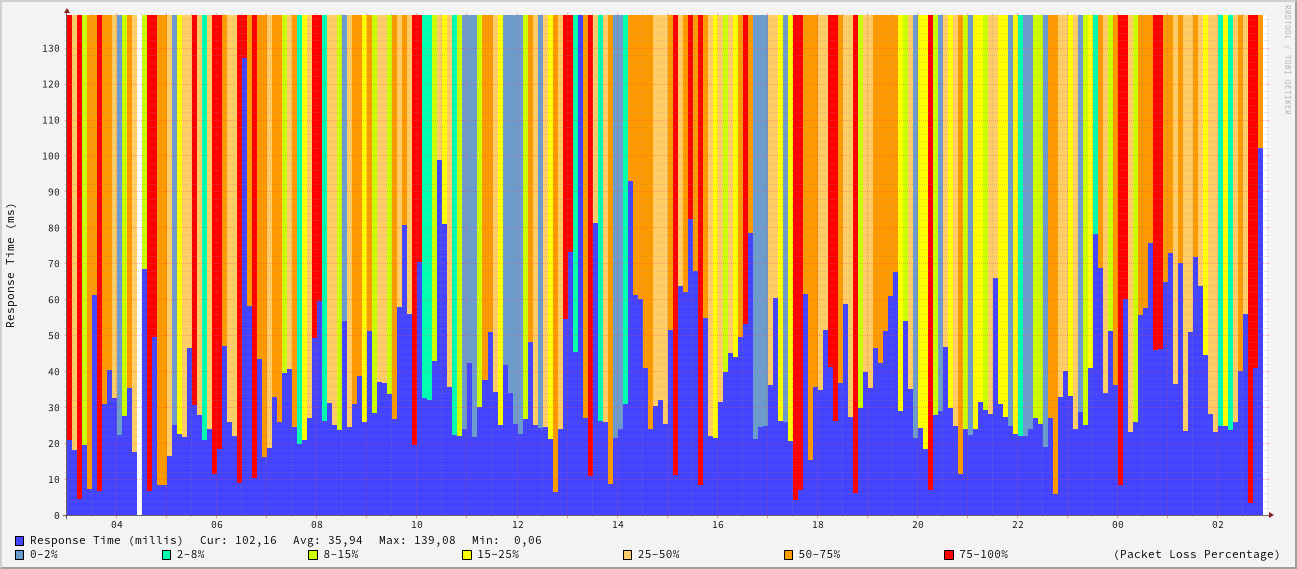 RRDTOOL / TOBI OETIKER
Response Time (ms)
130
120
110
100
90
80
70
60
50
40
30
20
10
0
04 06 08 10 12 14 16 18 20 22 00 02
Response Time (millis) Cur: 102,16 Avg: 35,94 Max: 139,08 Min: 0,06
0-2% 2-8% 8-15% 15-25% 25-50% 50-75% 75-100% (Packet Loss Percentage)